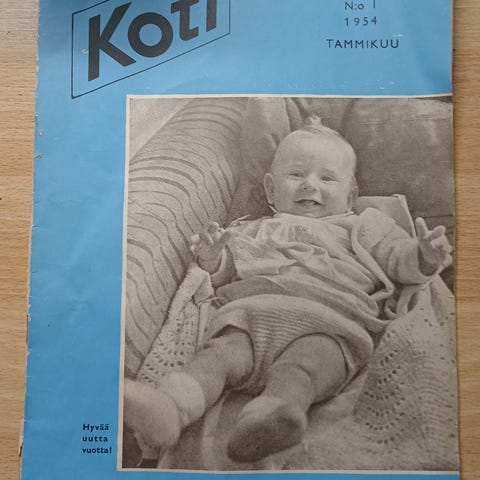 Koti
N:o 1
1954
TAMMIKUU
Hyvää
uutta
vuotta!